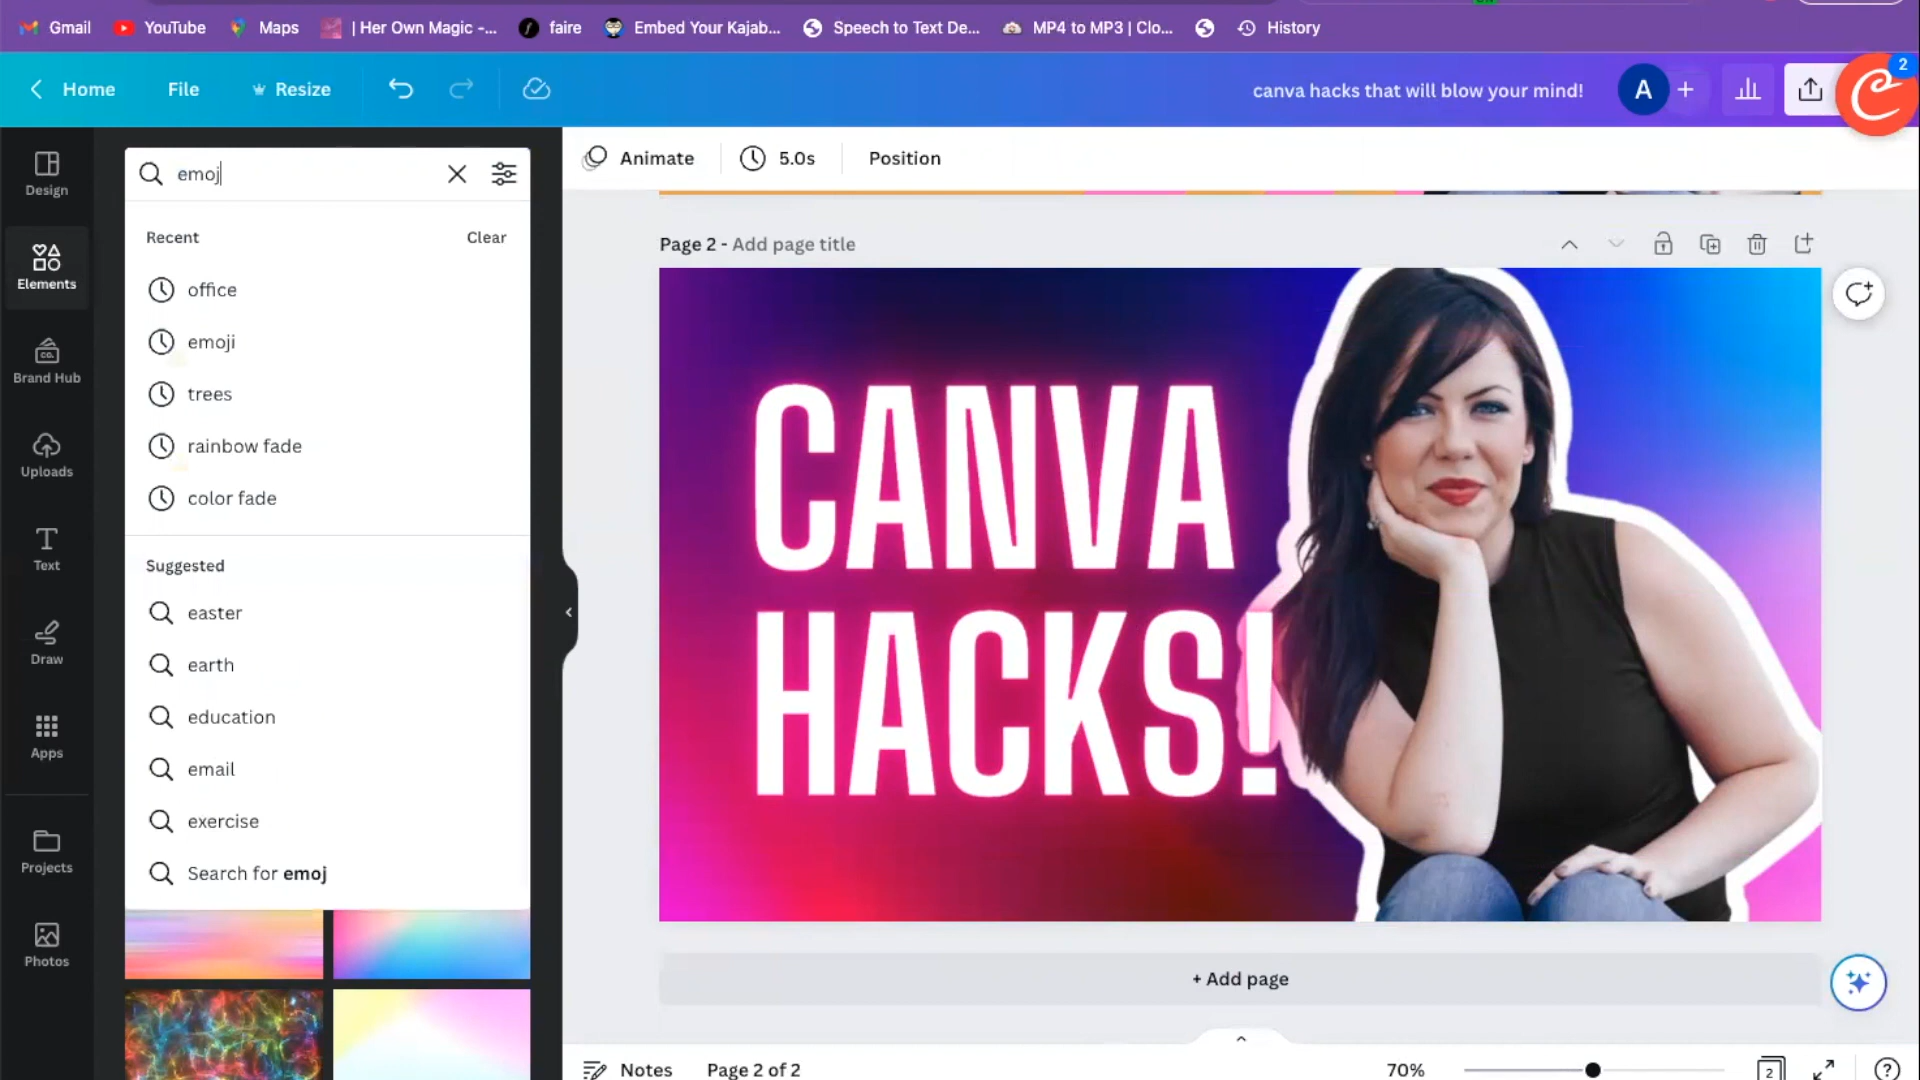 Gmail
YouTube
Maps
| Her Own Magic -...
faire
Embed Your Kajab...
Speech to Text De...
MP4 to MP3 | Clo...
History
Home
File
Resize
canva hacks that will blow your mind!
A
+
2
Design
Elements
Brand Hub
CO.
Uploads
Text
Draw
Apps
Projects
Photos
emoj
Recent
Clear
office
emoji
trees
rainbow fade
color fade
Suggested
easter
earth
education
email
exercise
Search for emoj
Animate
5.0s
Position
Page 2 - Add page title
CANVA
HACKS!
+ Add page
Notes
Page 2 of 2
70%
2
?